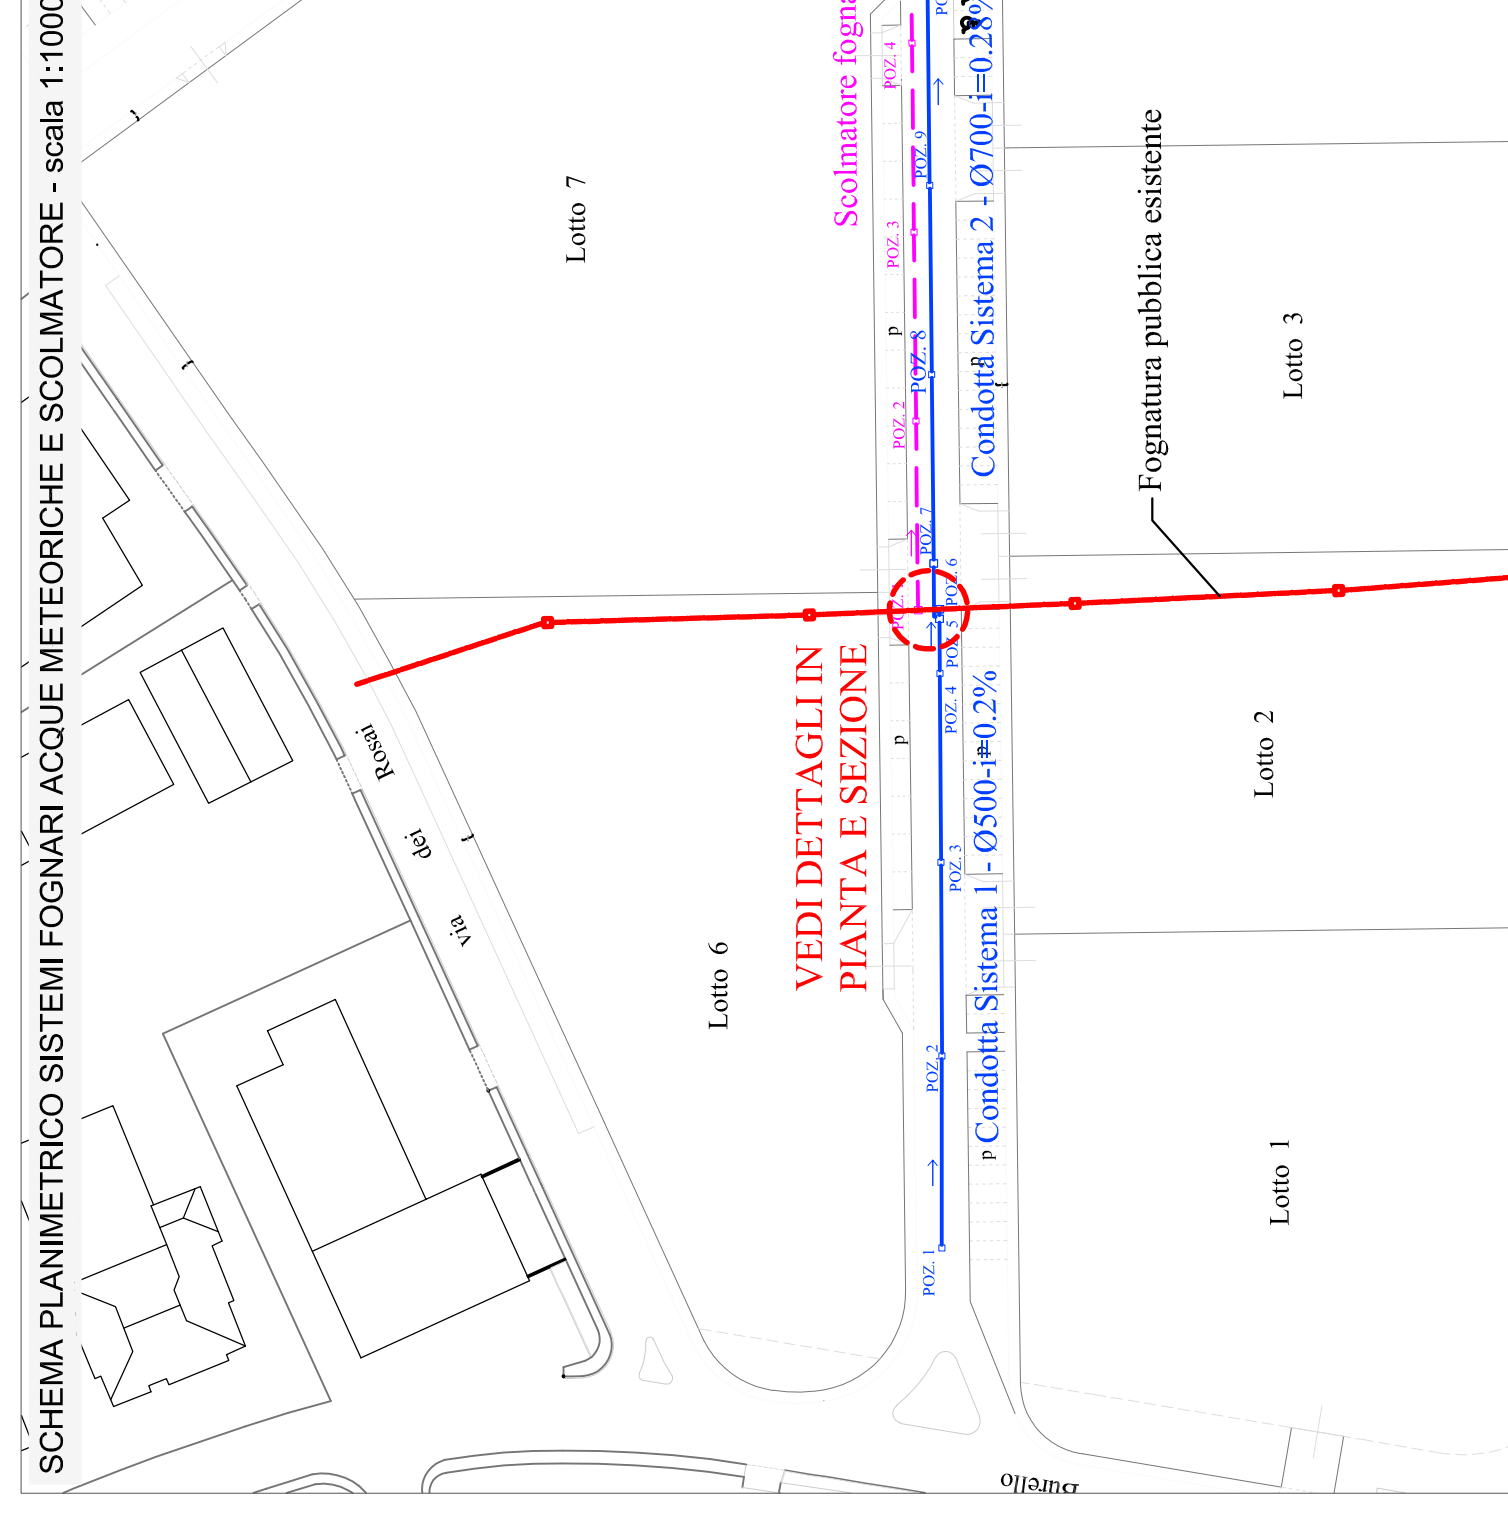 SCHEMA PLANIMETRICO SISTEMI FOGNARI ACQUE METEORICHE E SCOLMATORE - scala 1:1000
Lotto 7
Scolmatore fogna
POZ. 4
POZ. 3
POZ. 2
POZ. 9
POZ. 8
POZ. 7
POZ. 6
POZ. 5
POZ. 4
POZ. 3
POZ. 2
POZ. 1
Condotta Sistema 2 - Ø700-i=0.28%
Condotta Sistema 1 - Ø500-i=0.2%
Fognatura pubblica esistente
Lotto 3
Lotto 2
Lotto 1
Lotto 6
VEDI DETTAGLI IN
PIANTA E SEZIONE
via dei Rosai
Burello
p
p
p
p
p